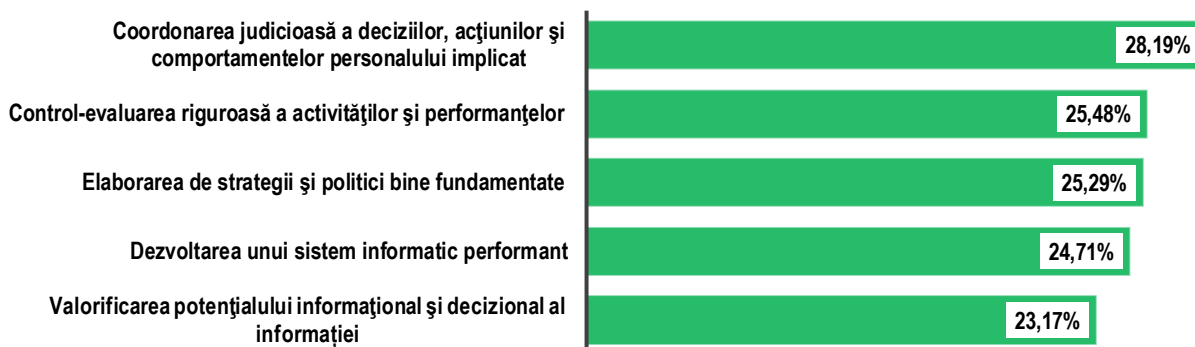 Coordonarea judicioasă a deciziilor, acţiunilor şi
comportamentelor personalului implicat
28,19%
Control-evaluarea riguroasă a activităţilor şi performanţelor
25,48%
Elaborarea de strategii şi politici bine fundamentate
25,29%
Dezvoltarea unui sistem informatic performant
24,71%
Valorificarea potenţialului informaţional şi decizional al
informației
23,17%